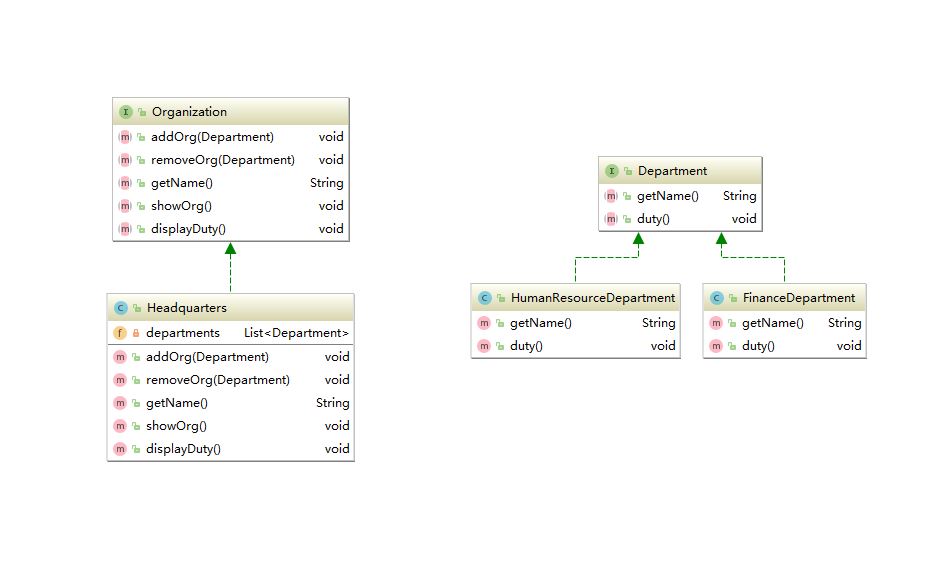 Organization
addOrg(Department) void
removeOrg(Department) void
getName() String
showOrg() void
displayDuty() void
Headquarters
departments List<Department>
addOrg(Department) void
removeOrg(Department) void
getName() String
showOrg() void
displayDuty() void
Department
getName() String
duty() void
HumanResourceDepartment
getName() String
duty() void
FinanceDepartment
getName() String
duty() void